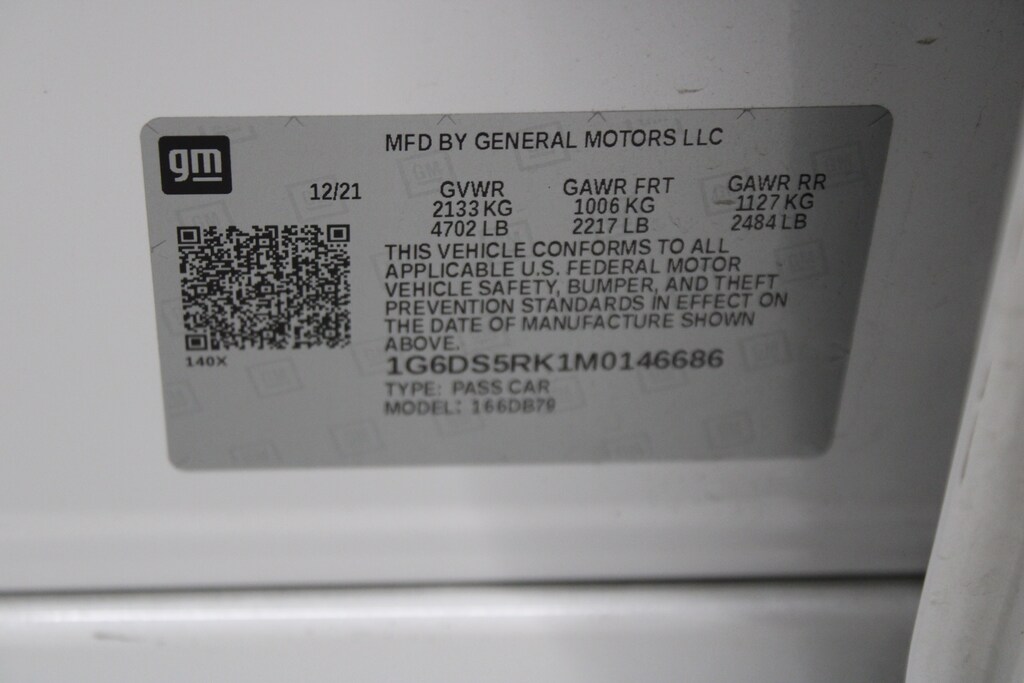 gm
MFD BY GENERAL MOTORS LLC
12/21 GVWR GAWR FRT GAWR RR
2133 KG 1006 KG 1127 KG
4702 LB 2217 LB 2484 LB
THIS VEHICLE CONFORMS TO ALL
APPLICABLE U.S. FEDERAL MOTOR
VEHICLE SAFETY, BUMPER, AND THEFT
PREVENTION STANDARDS IN EFFECT ON
THE DATE OF MANUFACTURE SHOWN
ABOVE.
140X
1G6DS5RK1M0146686
TYPE: PASS CAR
MODEL: 166DB79